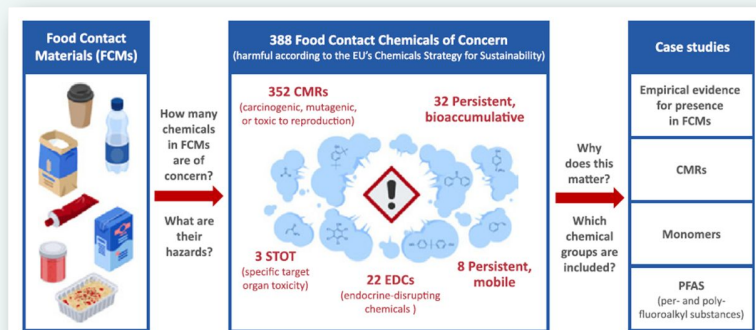 Food Contact
Materials (FCMs)
How many
chemicals
in FCMs
are of
concern?
What are
their
hazards?
388 Food Contact Chemicals of Concern
(harmful according to the EU's Chemicals Strategy for Sustainability)
352 CMRs
(carcinogenic, mutagenic,
or toxic to reproduction)
32 Persistent,
bioaccumulative
3 STOT
(specific target
organ toxicity)
22 EDCs
(endocrine-disrupting
chemicals )
8 Persistent,
mobile
Why
does this
matter?
Which
chemical
groups are
included?
Case studies
Empirical evidence
for presence
in FCMs
CMRs
Monomers
PFAS
(per- and poly-
fluoroalkyl substances)